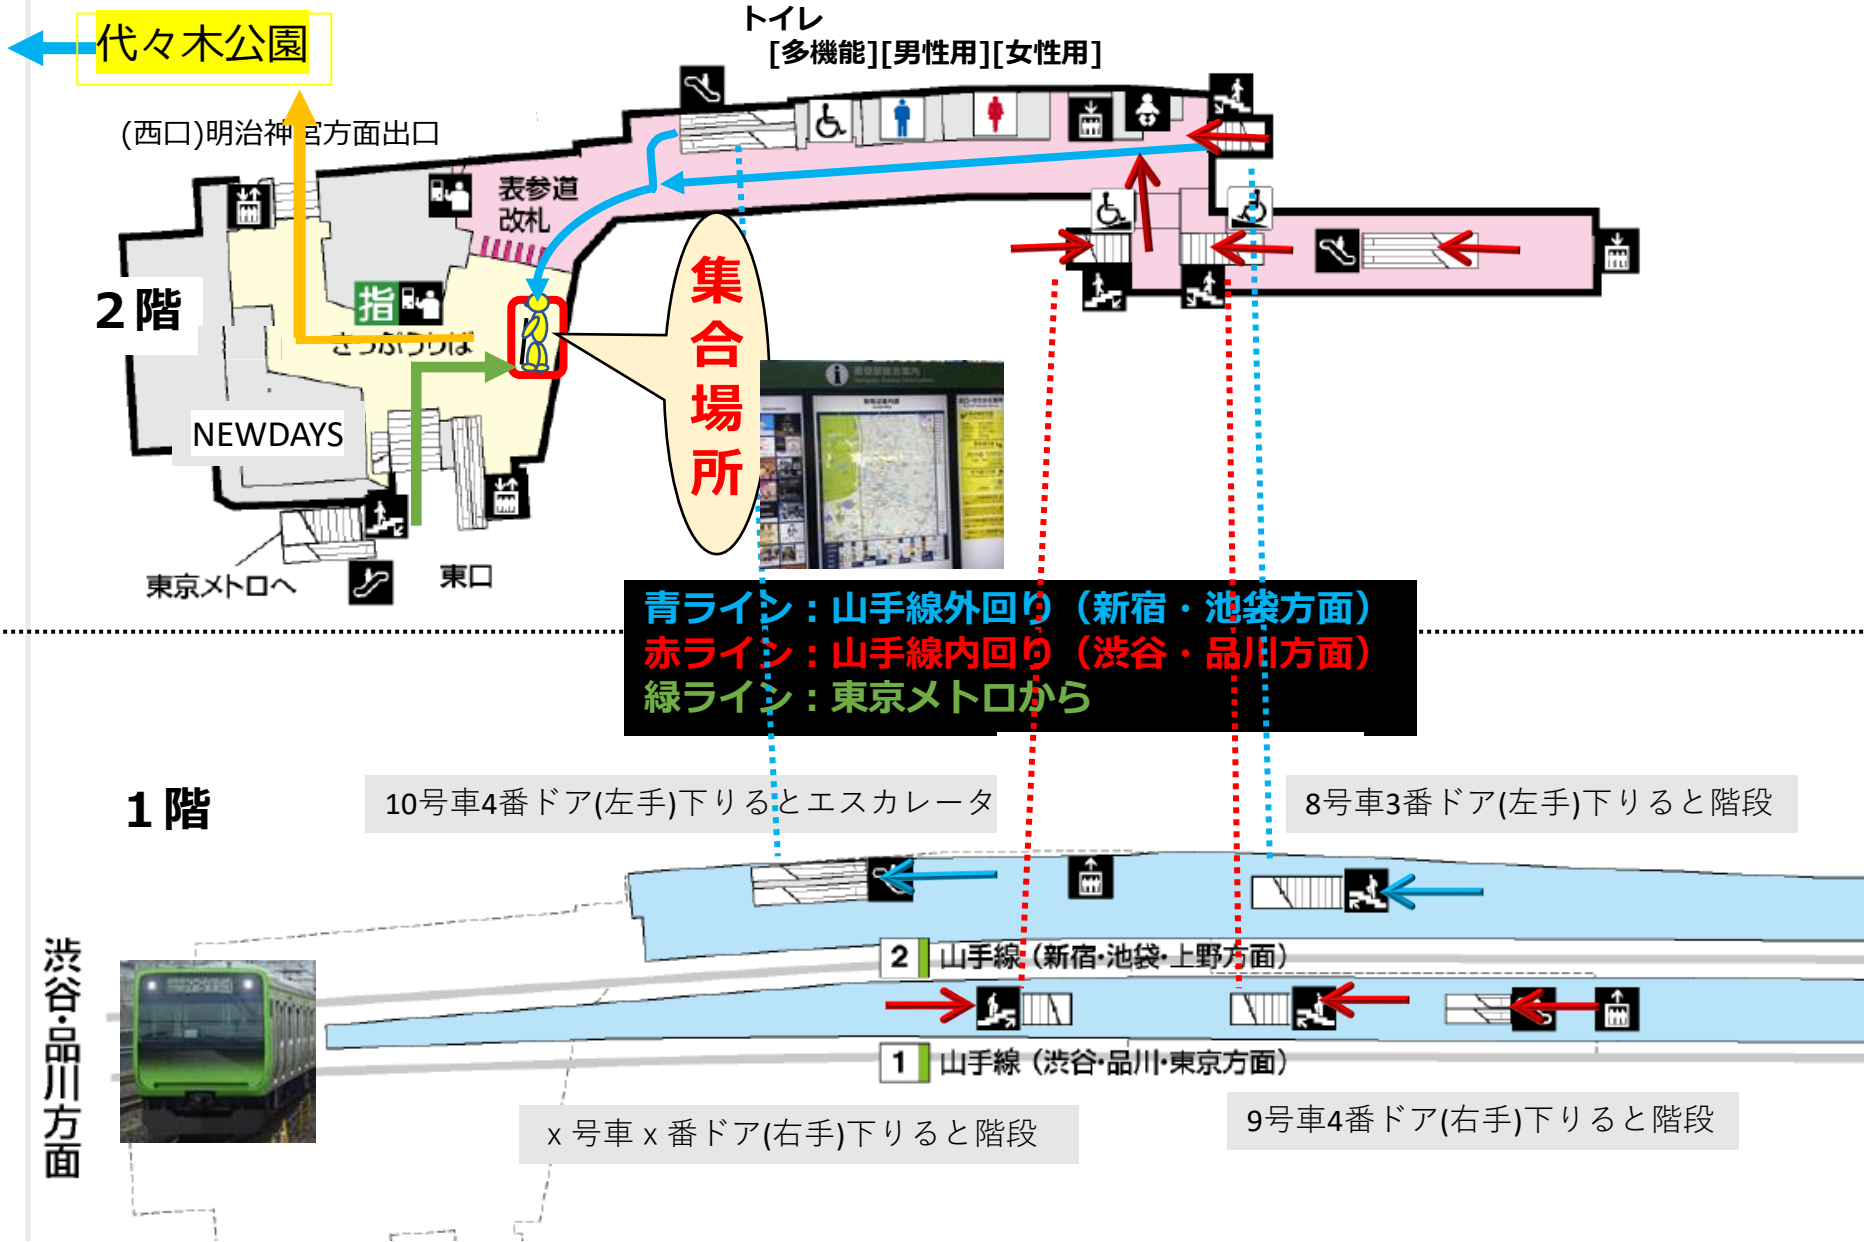 代々木公園
トイレ
[多機能][男性用][女性用]
(西口)明治神宮方面出口
表参道
改札
2階
指
きっぷうりば
集合場所
NEWDAYS
東京メトロへ
東口
青ライン：山手線外回り（新宿・池袋方面）
赤ライン：山手線内回り（渋谷・品川方面）
緑ライン：東京メトロから
1階
10号車4番ドア(左手)下りるとエスカレータ
8号車3番ドア(左手)下りると階段
渋谷・品川方面
2 山手線（新宿・池袋・上野方面）
1 山手線（渋谷・品川・東京方面）
x 号車 x 番ドア(右手)下りると階段
9号車4番ドア(右手)下りると階段